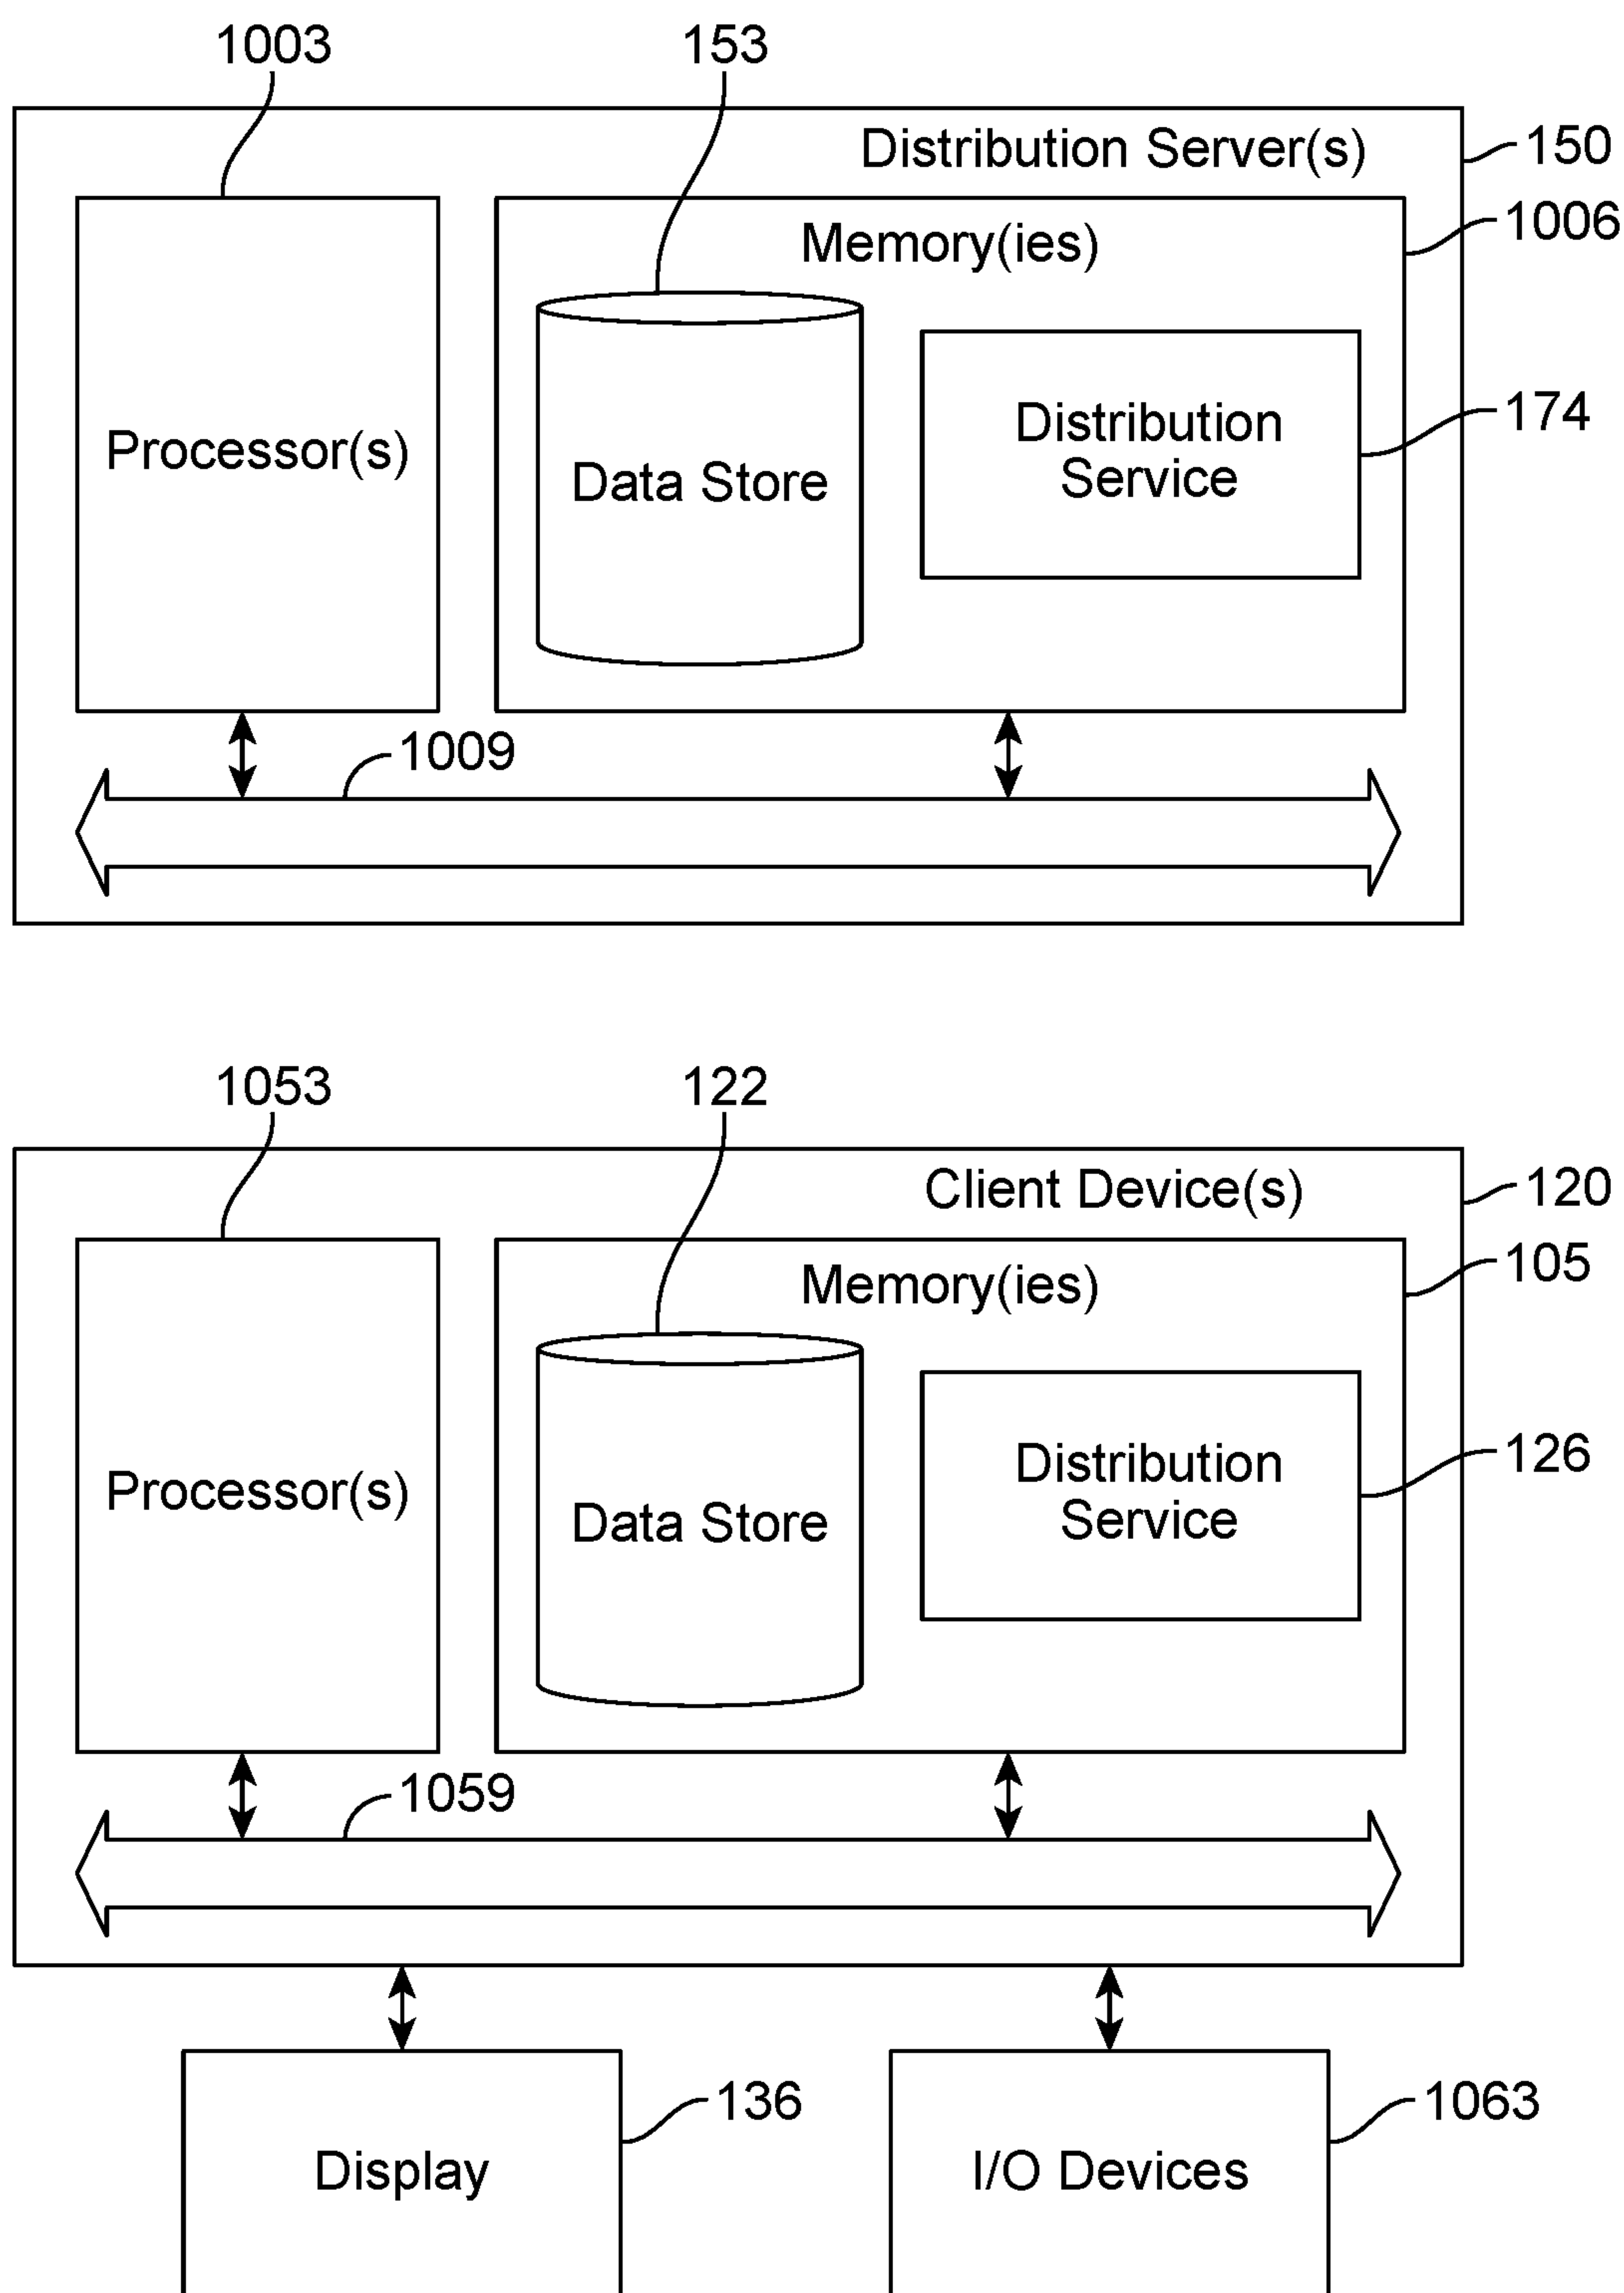 1003
153
Distribution Server(s)
150
Memory(ies)
1006
Processor(s)
Data Store
Distribution
Service
174
1009
1053
122
Client Device(s)
120
Memory(ies)
105
Processor(s)
Data Store
Distribution
Service
126
1059
136
1063
Display
I/O Devices